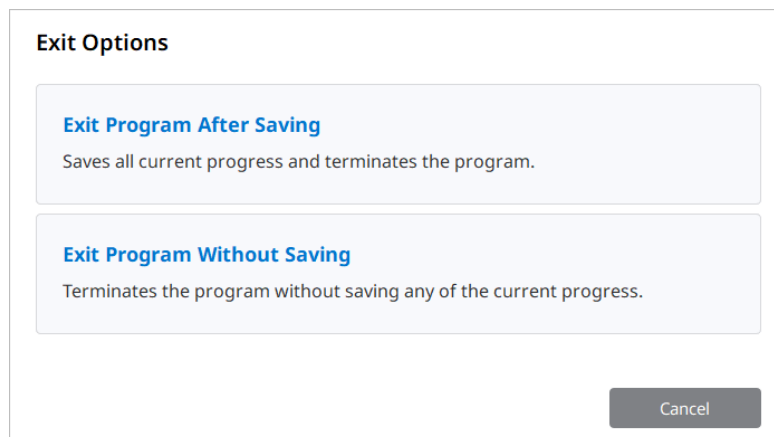 Exit Options
Exit Program After Saving
Saves all current progress and terminates the program.
Exit Program Without Saving
Terminates the program without saving any of the current progress.
Cancel